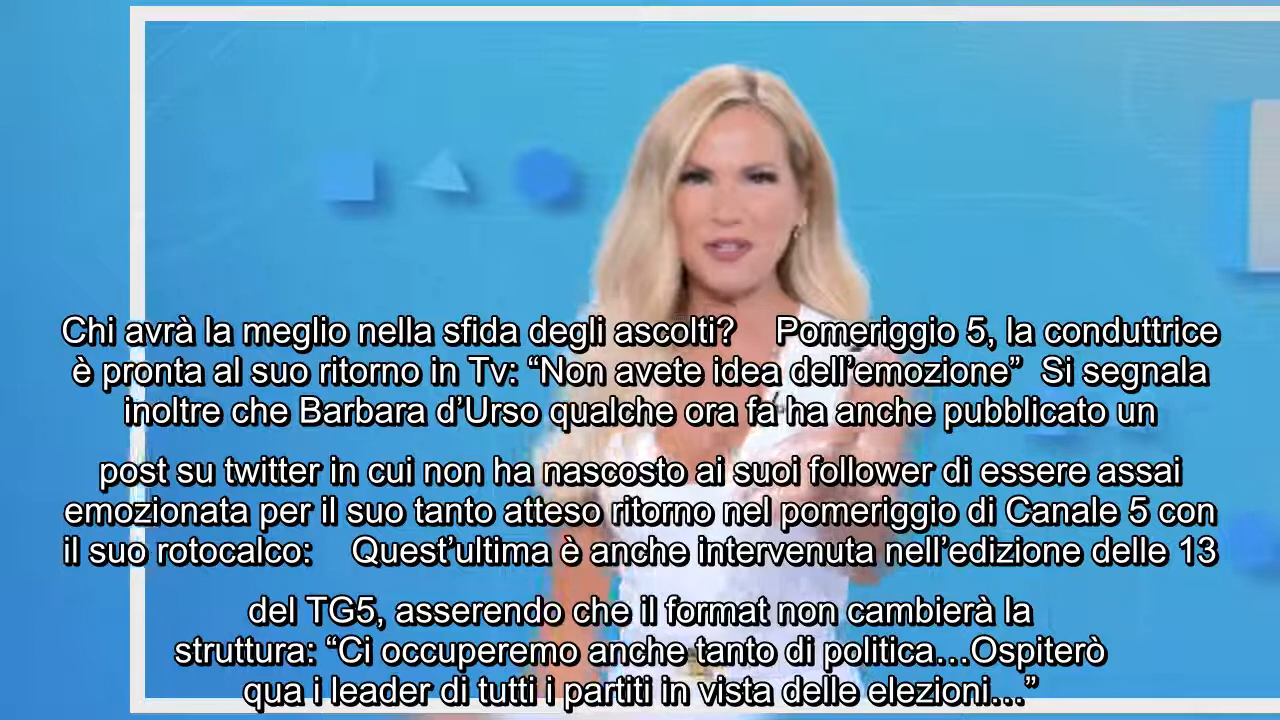 Chi avrà la meglio nella sfida degli ascolti?    Pomeriggio 5, la conduttrice
è pronta al suo ritorno in Tv: “Non avete idea dell’emozione”  Si segnala
inoltre che Barbara d’Urso qualche ora fa ha anche pubblicato un
post su twitter in cui non ha nascosto ai suoi follower di essere assai
emozionata per il suo tanto atteso ritorno nel pomeriggio di Canale 5 con
il suo rotocalco:    Quest’ultima è anche intervenuta nell’edizione delle 13
del TG5, asserendo che il format non cambierà la
struttura: “Ci occuperemo anche tanto di politica…Ospiterò
qua i leader di tutti i partiti in vista delle elezioni…”